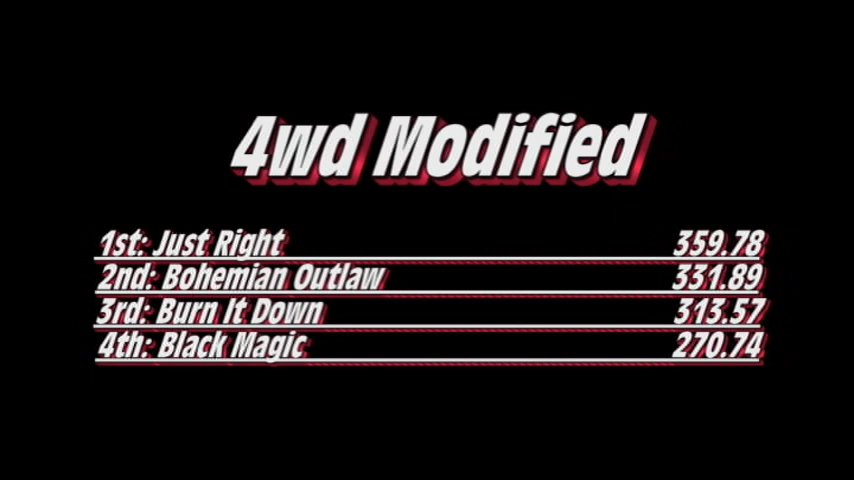 4wd Modified
1st: Just Right 359.78
2nd: Bohemian Outlaw 331.89
3rd: Burn It Down 313.57
4th: Black Magic 270.74